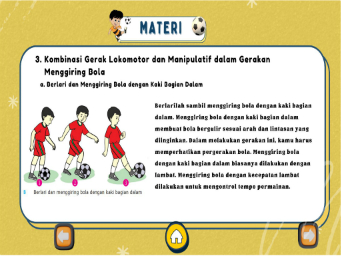 MATERI
3. Kombinasi Gerak Lokomotor dan Manipulatif dalam Gerakan
Menggiring Bola
a. Berlari dan Menggiring Bola dengan Kaki Bagian Dalam
Berlarilah sambil menggiring bola dengan kaki bagian
dalam. Menggiring bola dengan kaki bagian dalam
membuat bola bergulir sesuai arah dan lintasan yang
diinginkan. Dalam melakukan gerakan ini, kamu harus
memperhatikan pergerakan bola. Menggiring bola
dengan kaki bagian dalam biasanya dilakukan dengan
lambat. Menggiring bola dengan kecepatan lambat
dilakukan untuk mengontrol tempo permainan.
1 2 3
Berlari dan menggiring bola dengan kaki bagian dalam